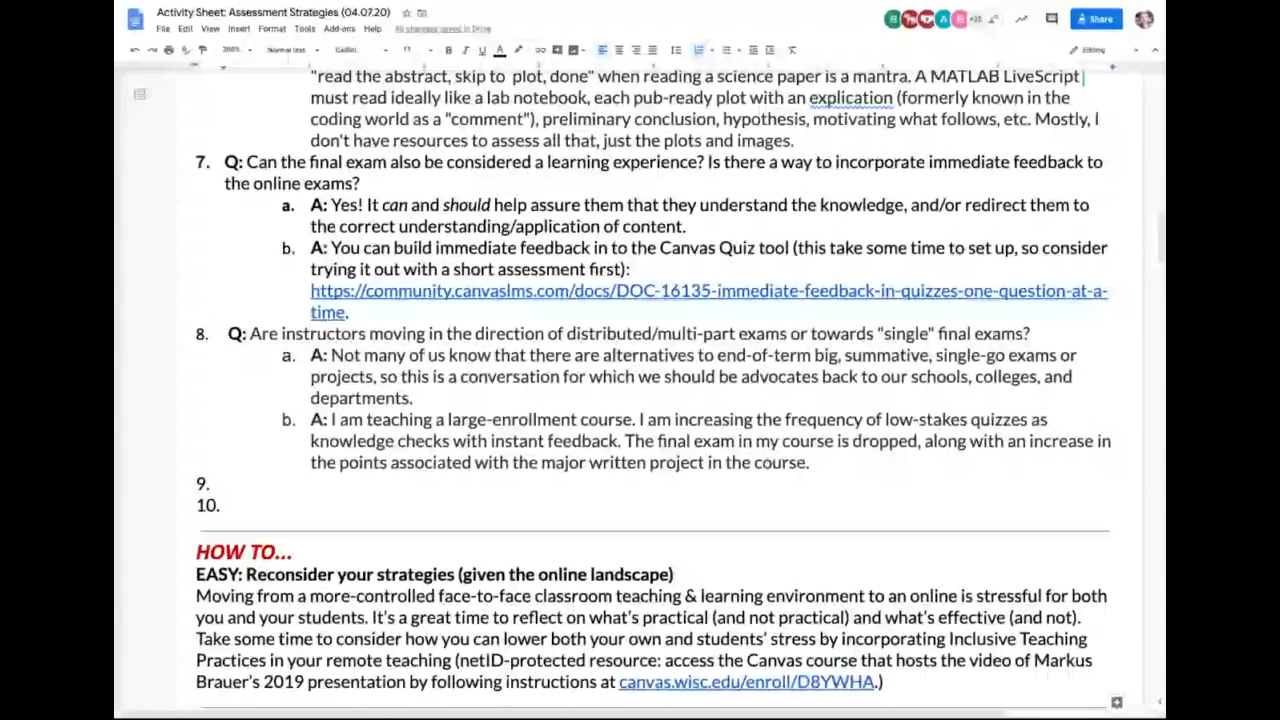 Activity Sheet: Assessment Strategies (04.07.20)
File Edit View Insert Format Tools Add-ons Help All changes saved in Drive
Share
200% Normal text 11 B I U A Editing
"read the abstract, skip to plot, done" when reading a science paper is a mantra. A MATLAB LiveScript
must read ideally like a lab notebook, each pub-ready plot with an explication (formerly known in the
coding world as a "comment"), preliminary conclusion, hypothesis, motivating what follows, etc. Mostly, I
don't have resources to assess all that, just the plots and images.
7. Q: Can the final exam also be considered a learning experience? Is there a way to incorporate immediate feedback to
the online exams?
a. A: Yes! It can and should help assure them that they understand the knowledge, and/or redirect them to
the correct understanding/application of content.
b. A: You can build immediate feedback in to the Canvas Quiz tool (this take some time to set up, so consider
trying it out with a short assessment first):
https://community.canvaslms.com/docs/DOC-16135-immediate-feedback-in-quizzes-one-question-at-a-
time.
8. Q: Are instructors moving in the direction of distributed/multi-part exams or towards "single" final exams?
a. A: Not many of us know that there are alternatives to end-of-term big, summative, single-go exams or
projects, so this is a conversation for which we should be advocates back to our schools, colleges, and
departments.
b. A: I am teaching a large-enrollment course. I am increasing the frequency of low-stakes quizzes as
knowledge checks with instant feedback. The final exam in my course is dropped, along with an increase in
the points associated with the major written project in the course.
9.
10.
HOW TO...
EASY: Reconsider your strategies (given the online landscape)
Moving from a more-controlled face-to-face classroom teaching & learning environment to an online is stressful for both
you and your students. It's a great time to reflect on what's practical (and not practical) and what's effective (and not).
Take some time to consider how you can lower both your own and students' stress by incorporating Inclusive Teaching
Practices in your remote teaching (netID-protected resource: access the Canvas course that hosts the video of Markus
Brauer's 2019 presentation by following instructions at canvas.wisc.edu/enroll/D8YWHA.)